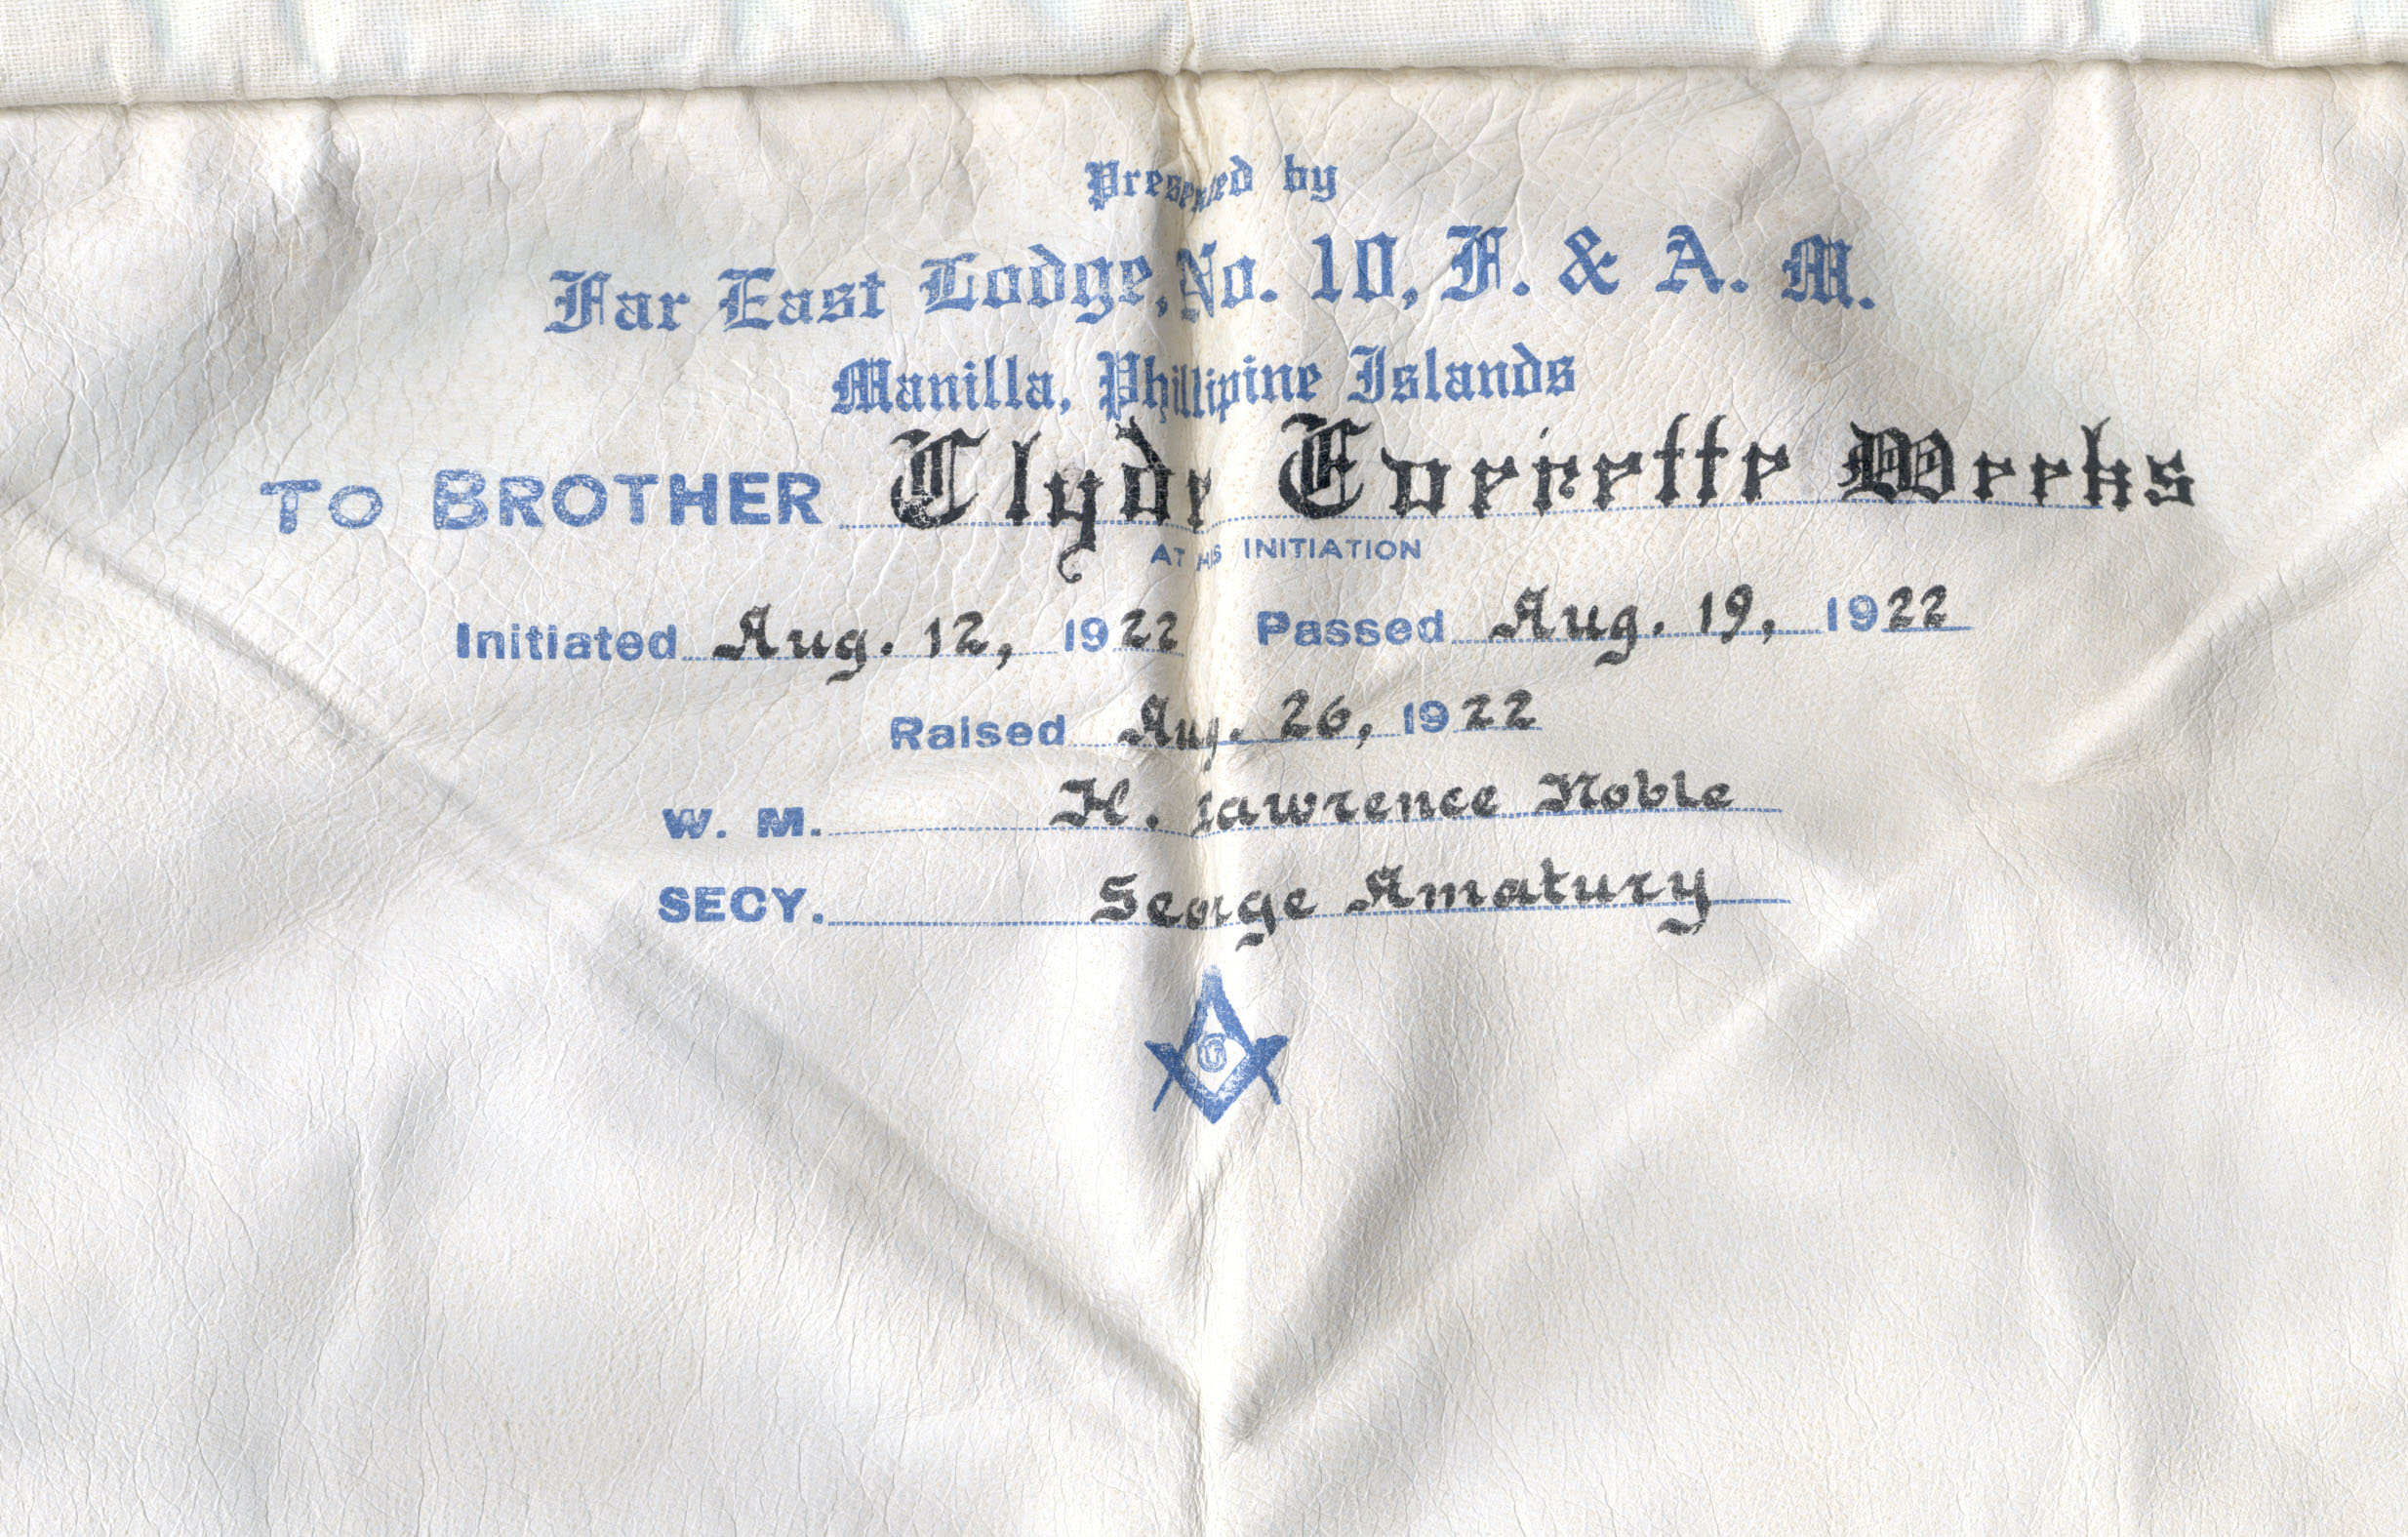 Presented by
Far East Lodge, No. 10, F. & A. M.
Manilla, Phillipine Islands
TO BROTHER Clyde Everette Weeks
AT HIS INITIATION
Initiated Aug. 12, 1922 Passed Aug. 19, 1922
Raised Aug. 26, 1922
W. M. H. Lawrence Noble
SECY. George Amatury
G